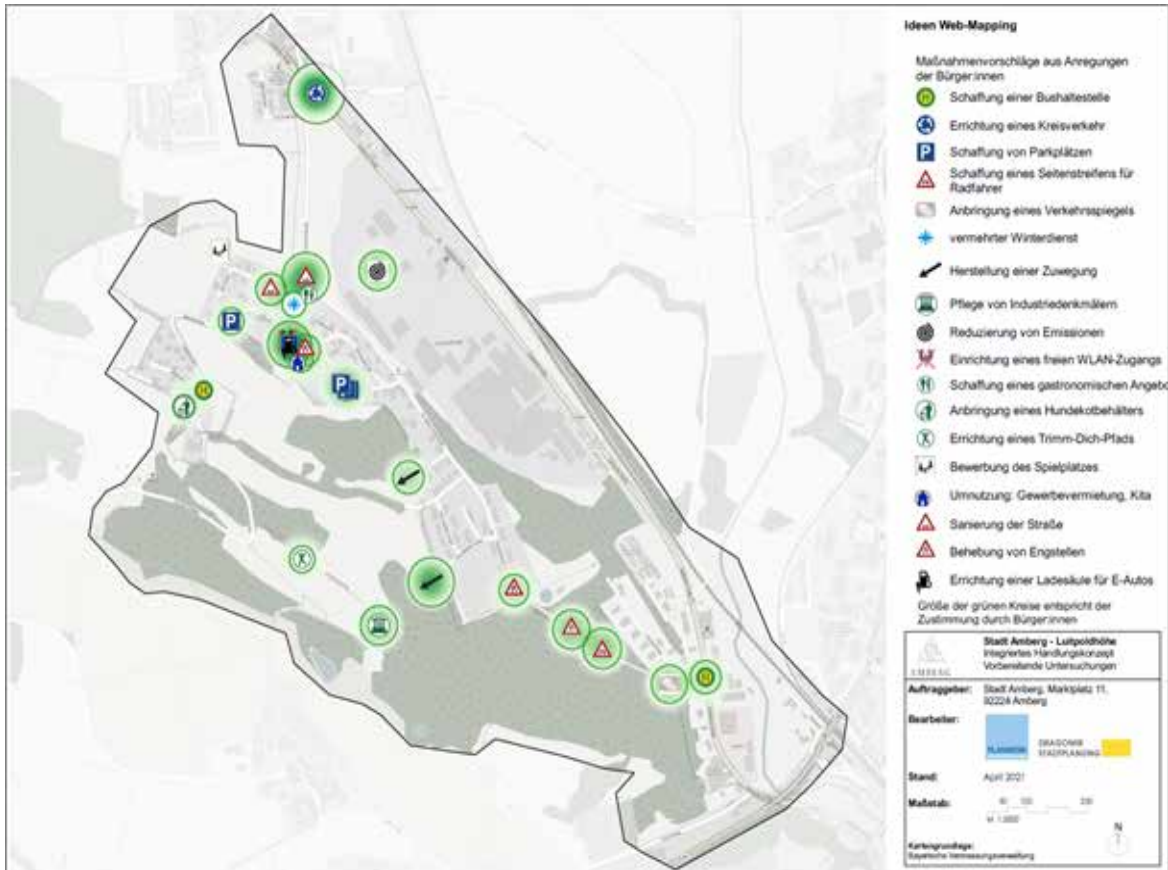 Ideen Web-Mapping
Maßnahmenvorschläge aus Anregungen
der Bürger:innen
H
Schaffung einer Bushaltestelle
Errichtung eines Kreisverkehr
P
Schaffung von Parkplätzen
Schaffung eines Seitenstreifens für
Radfahrer
Anbringung eines Verkehrsspiegels
vermehrter Winterdienst
Herstellung einer Zuwegung
Pflege von Industriedenkmälern
Reduzierung von Emissionen
Einrichtung eines freien WLAN-Zugangs
Schaffung eines gastronomischen Angebo
Anbringung eines Hundekotbehälters
Errichtung eines Trimm-Dich-Pfads
Bewerbung des Spielplatzes
Umnutzung: Gewerbevermietung, Kita
Sanierung der Straße
Behebung von Engstellen
Errichtung einer Ladesäule für E-Autos
Größe der grünen Kreise entspricht der
Zustimmung durch Bürger:innen
AMBERG
Stadt Amberg - Luitpoldhöhe
Integriertes Handlungskonzept
Vorbereitende Untersuchungen
Auftraggeber:
Stadt Amberg, Marktplatz 11,
92224 Amberg
Bearbeiter:
PLANWERK
DRAGOMIR
STADTPLANUNG
Stand:
April 2021
Maßstab:
N
Kartengrundlage:
Bayerische Vermessungsverwaltung
P
P
H
H